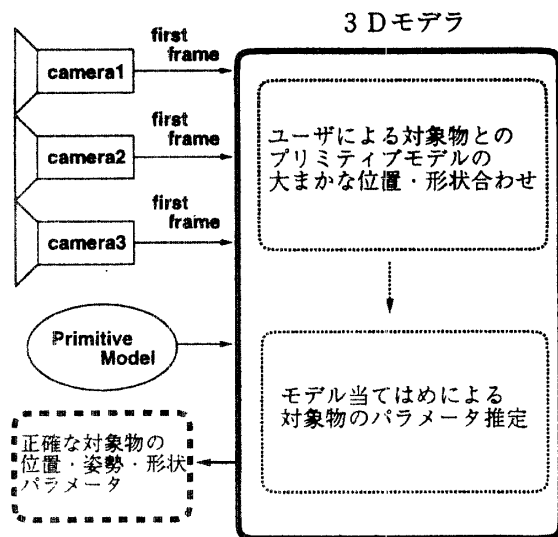 3Dモデラ
first
frame
camera1
first
frame
camera2
first
frame
camera3
ユーザによる対象物との
プリミティブモデルの
大まかな位置・形状合わせ
Primitive
Model
モデル当てはめによる
対象物のパラメータ推定
正確な対象物の
位置・姿勢・形状
パラメータ